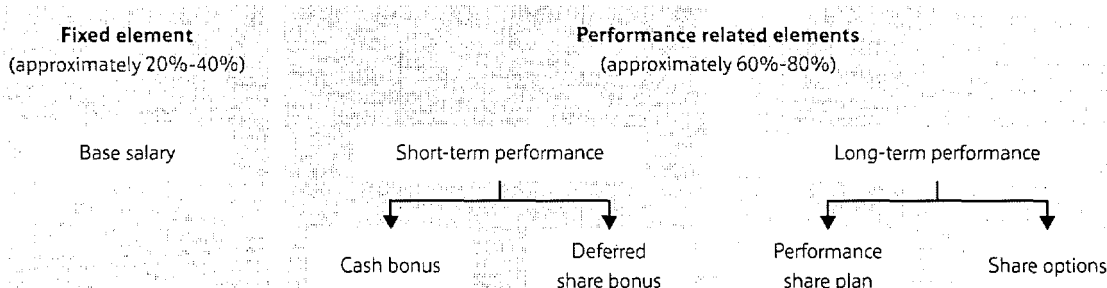 Fixed element
(approximately 20%-40%)
Performance related elements
(approximately 60%-80%)
Base salary
Short-term performance
Long-term performance
Cash bonus
Deferred
share bonus
Performance
share plan
Share options